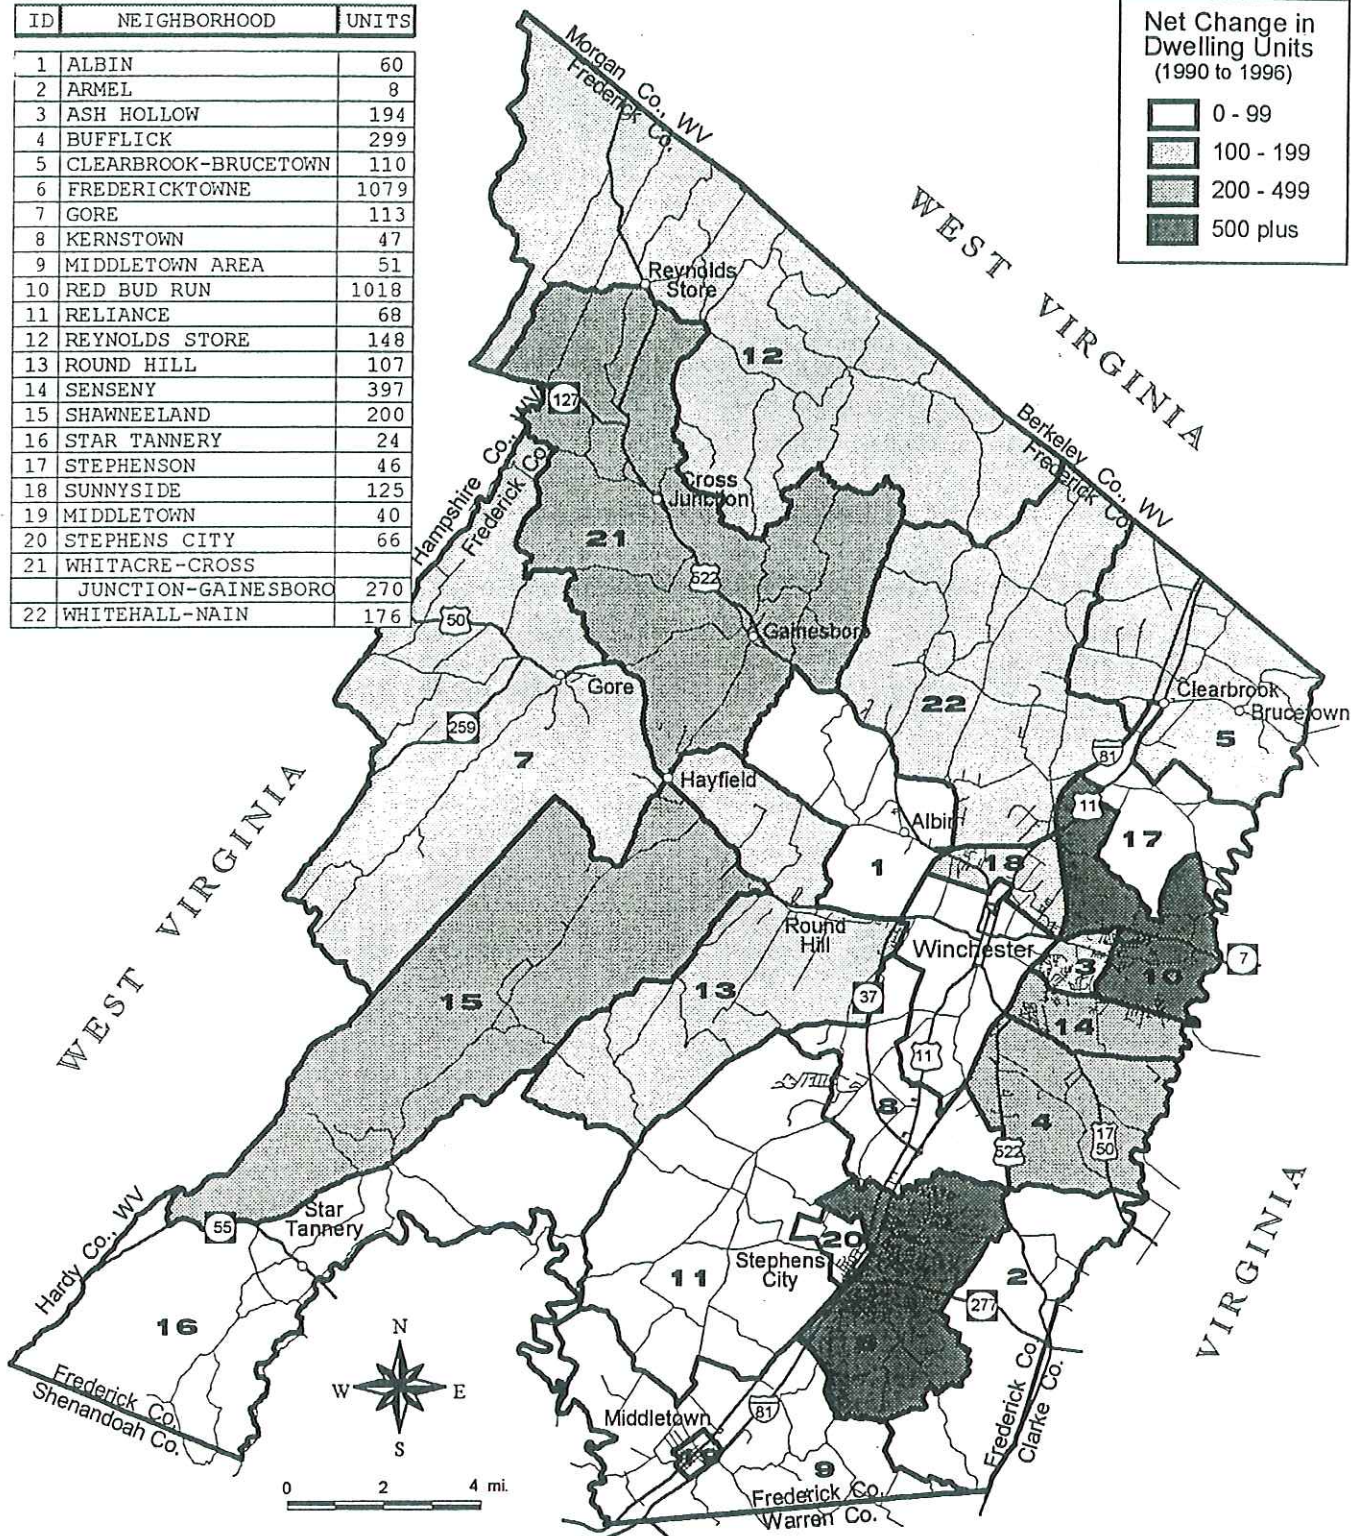 ID NEIGHBORHOOD UNITS
1 ALBIN 60
2 ARMEL 8
3 ASH HOLLOW 194
4 BUFFLICK 299
5 CLEARBROOK-BRUCETOWN 110
6 FREDERICKTOWNE 1079
7 GORE 113
8 KERNSTOWN 47
9 MIDDLETOWN AREA 51
10 RED BUD RUN 1018
11 RELIANCE 68
12 REYNOLDS STORE 148
13 ROUND HILL 107
14 SENSENY 397
15 SHAWNEELAND 200
16 STAR TANNERY 24
17 STEPHENSON 46
18 SUNNYSIDE 125
19 MIDDLETOWN 40
20 STEPHENS CITY 66
21 WHITACRE-CROSS
JUNCTION-GAINESBORO 270
22 WHITEHALL-NAIN 176
Net Change in
Dwelling Units
(1990 to 1996)
0 - 99
100 - 199
200 - 499
500 plus
Morgan Co., WV
Frederick Co.
WEST VIRGINIA
Reynolds
Store
12
127
Berkeley Co., WV
Frederick Co.
Hampshire Co., WV
Frederick Co.
Cross
Junction
21
522
50
Gainesboro
Gore
259
7
22
Clearbrook
Brucetown
5
81
Hayfield
11
Albin
17
1
18
WEST VIRGINIA
Round
Hill
Winchester
3
10
7
15
13
37
14
11
8
4
522
17
50
Hardy Co., WV
55
Star
Tannery
20
Stephens
City
11
2
277
VIRGINIA
16
6
N
W E
S
Frederick Co.
Shenandoah Co.
Frederick Co.
Clarke Co.
Middletown
81
19
9
0 2 4 mi.
Frederick Co.
Warren Co.